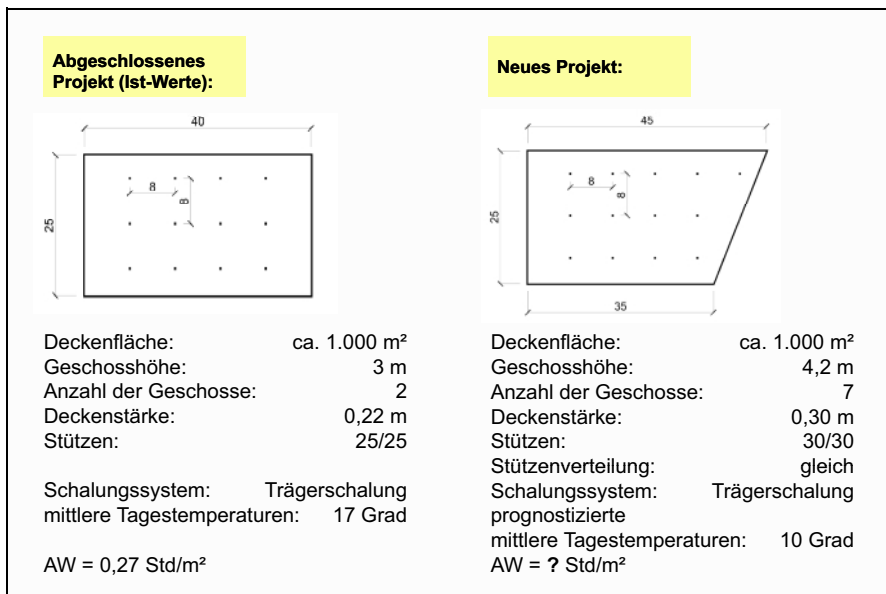 Abgeschlossenes
Projekt (Ist-Werte):
40
8
8
25
Deckenfläche: ca. 1.000 m²
Geschosshöhe: 3 m
Anzahl der Geschosse: 2
Deckenstärke: 0,22 m
Stützen: 25/25
Schalungssystem: Trägerschalung
mittlere Tagestemperaturen: 17 Grad
AW = 0,27 Std/m²
Neues Projekt:
45
8
8
25
35
Deckenfläche: ca. 1.000 m²
Geschosshöhe: 4,2 m
Anzahl der Geschosse: 7
Deckenstärke: 0,30 m
Stützen: 30/30
Stützenverteilung: gleich
Schalungssystem: Trägerschalung
prognostizierte
mittlere Tagestemperaturen: 10 Grad
AW = ? Std/m²